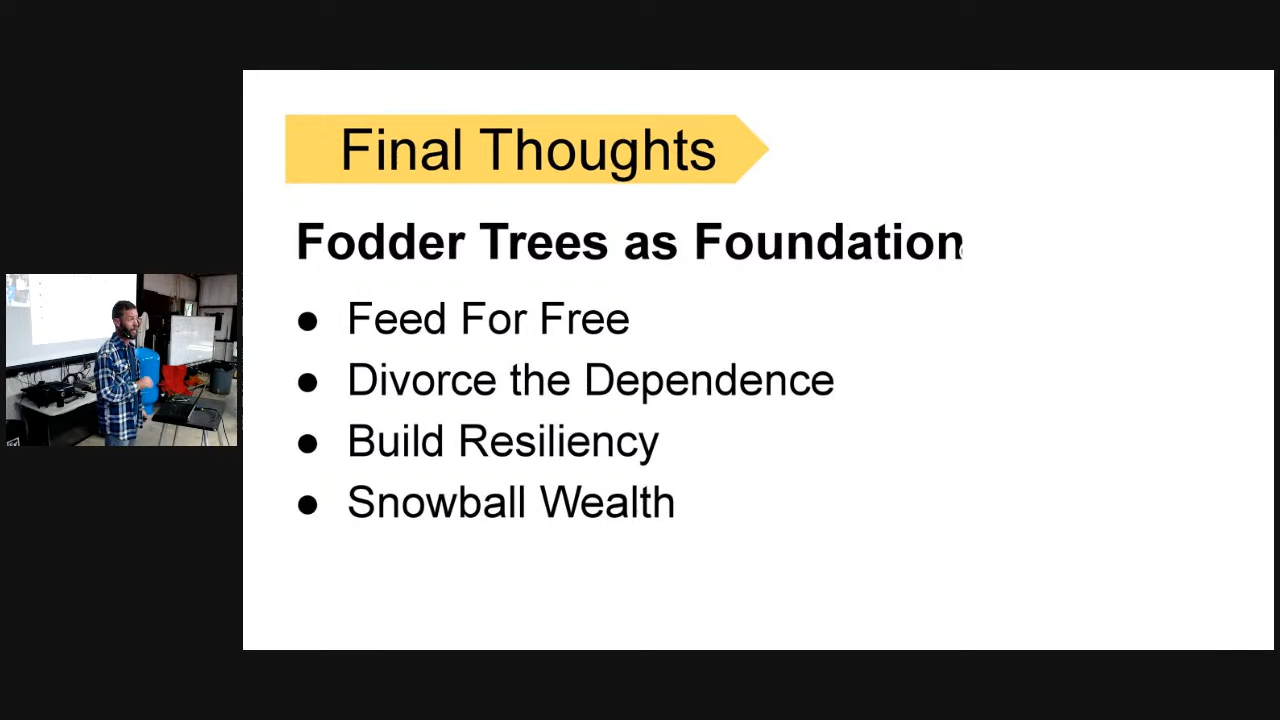 Final Thoughts
Fodder Trees as Foundation
● Feed For Free
● Divorce the Dependence
● Build Resiliency
● Snowball Wealth